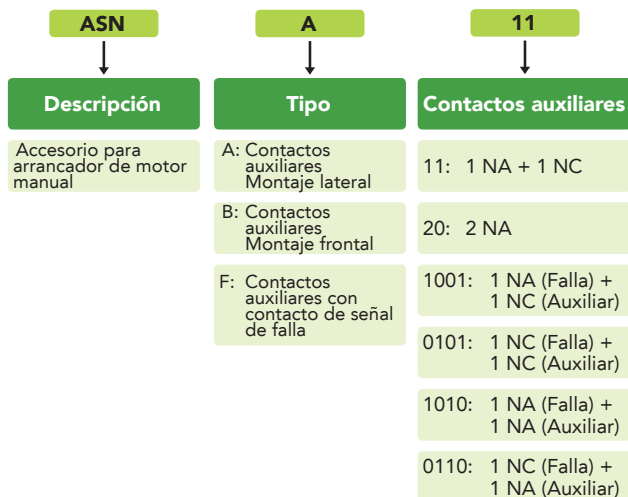 ASN
A
11
Descripción
Tipo
Contactos auxiliares
Accesorio para
arrancador de motor
manual
A: Contactos
auxiliares
Montaje lateral
B: Contactos
auxiliares
Montaje frontal
F: Contactos
auxiliares con
contacto de señal
de falla
11: 1 NA + 1 NC
20: 2 NA
1001: 1 NA (Falla) +
1 NC (Auxiliar)
0101: 1 NC (Falla) +
1 NC (Auxiliar)
1010: 1 NA (Falla) +
1 NA (Auxiliar)
0110: 1 NC (Falla) +
1 NA (Auxiliar)